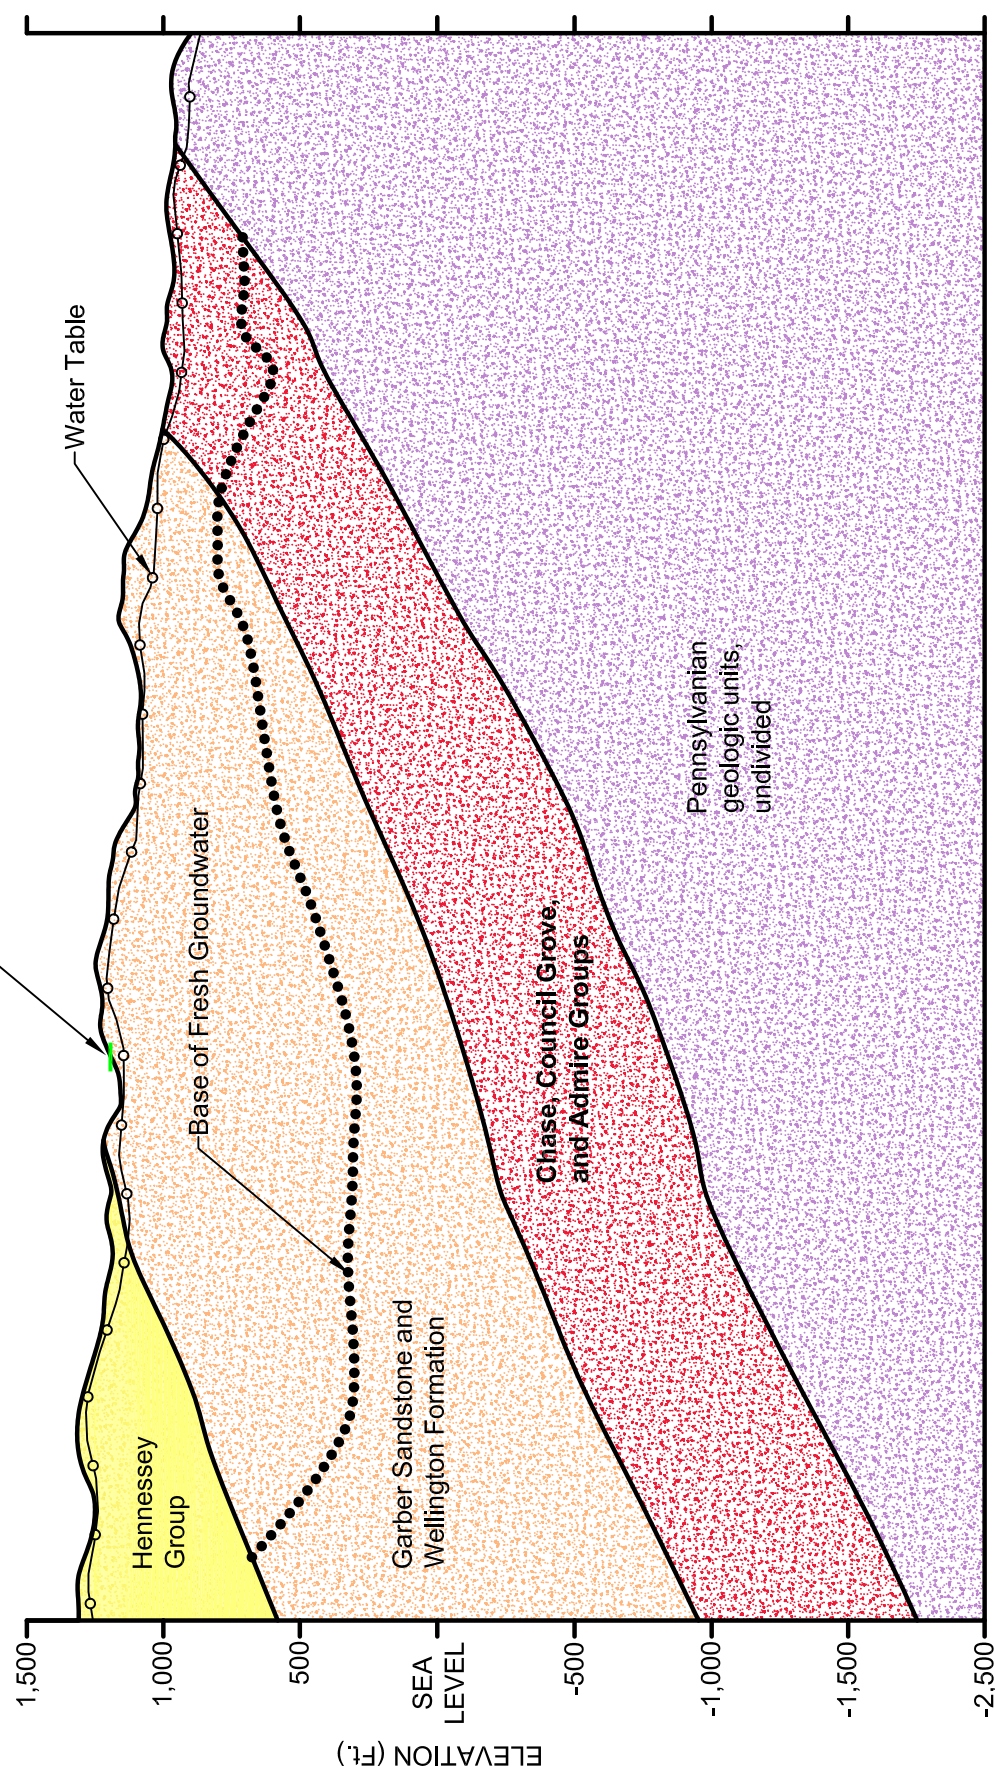 Water Table
Base of Fresh Groundwater
Hennessey
Group
Garber Sandstone and
Wellington Formation
Chase, Council Grove,
and Admire Groups
Pennsylvanian
geologic units,
undivided
ELEVATION (Ft.)
1,500
1,000
500
SEA
LEVEL
-500
-1,000
-1,500
-2,500